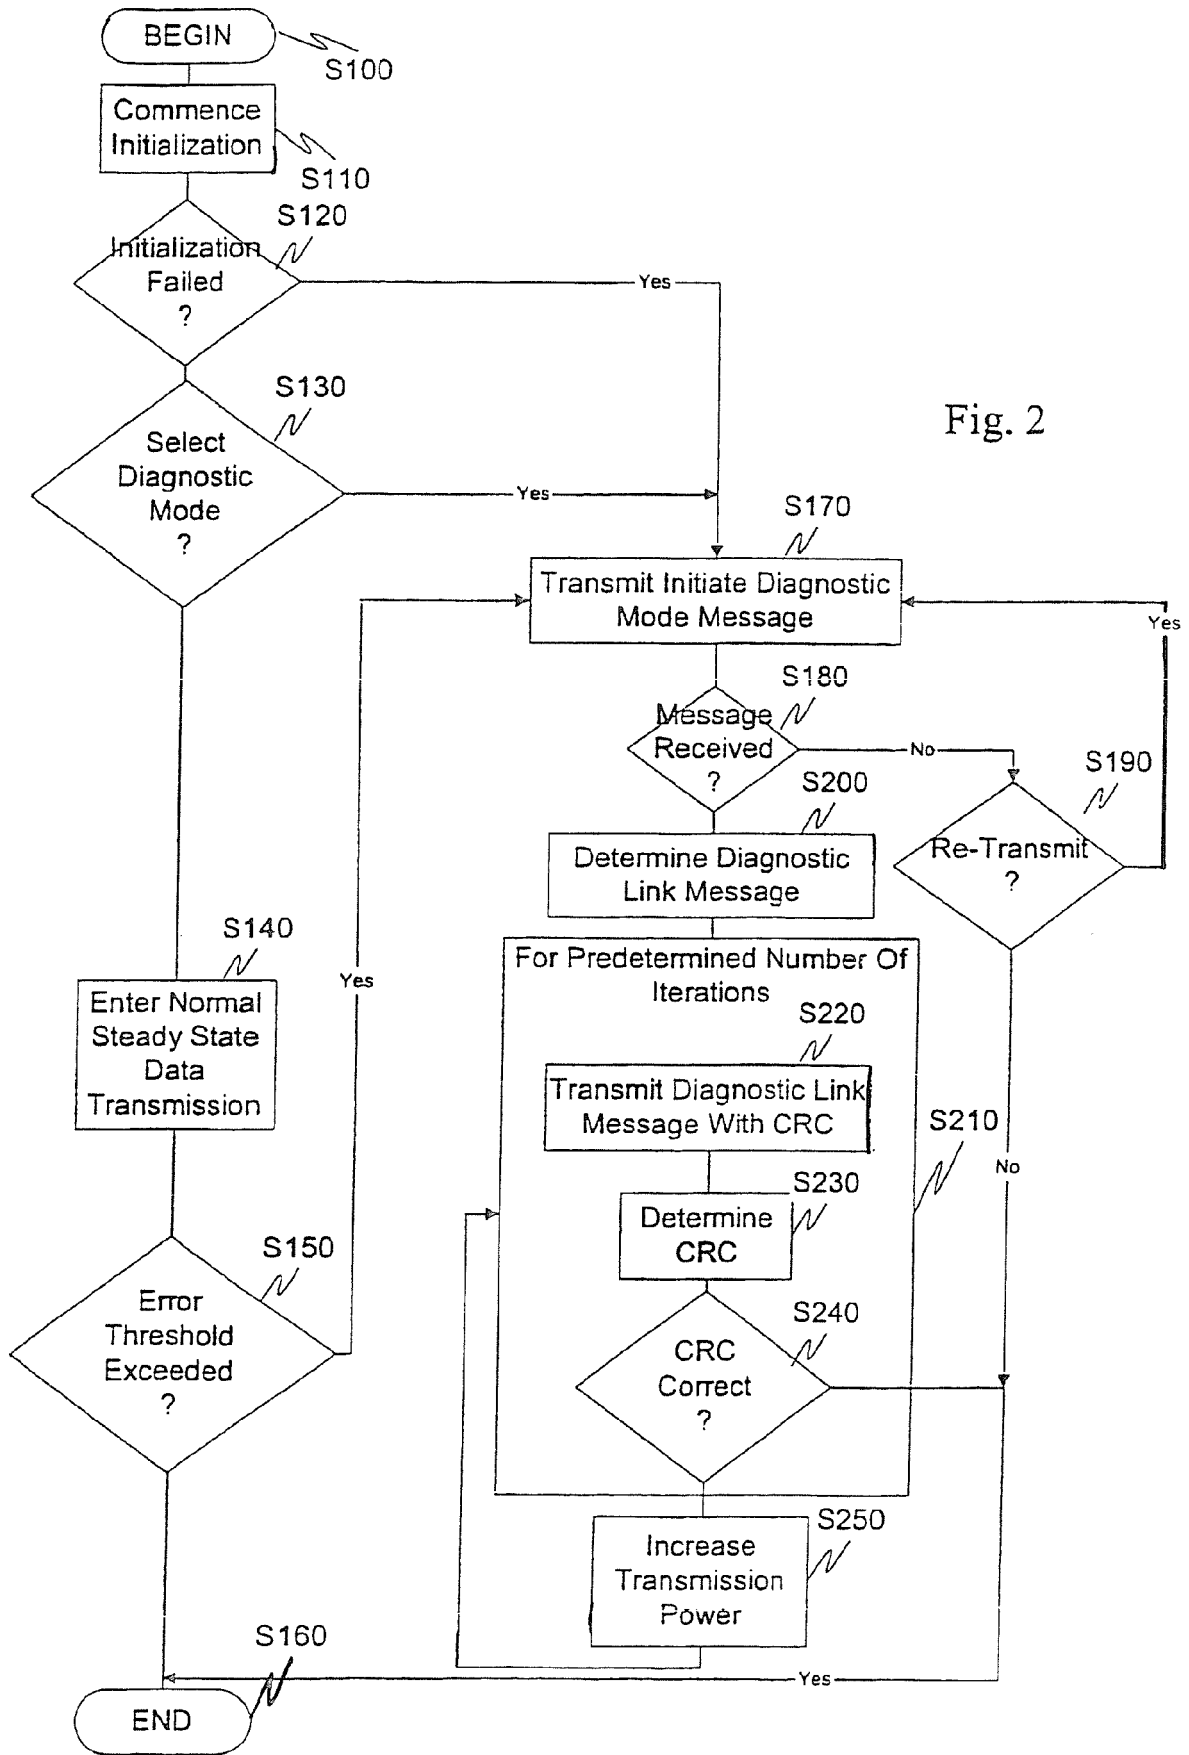 BEGIN
S100
Commence
Initialization
S110
S120
Initialization
Failed
?
Yes
S130
Select
Diagnostic
Mode
?
Yes
Fig. 2
S170
Transmit Initiate Diagnostic
Mode Message
Yes
S180
Message
Received
?
No
S190
Re-Transmit
?
S200
Determine Diagnostic
Link Message
S140
Enter Normal
Steady State
Data
Transmission
Yes
For Predetermined Number Of
Iterations
S220
Transmit Diagnostic Link
Message With CRC
S210
No
S230
Determine
CRC
S150
Error
Threshold
Exceeded
?
S240
CRC
Correct
?
S250
Increase
Transmission
Power
S160
Yes
END